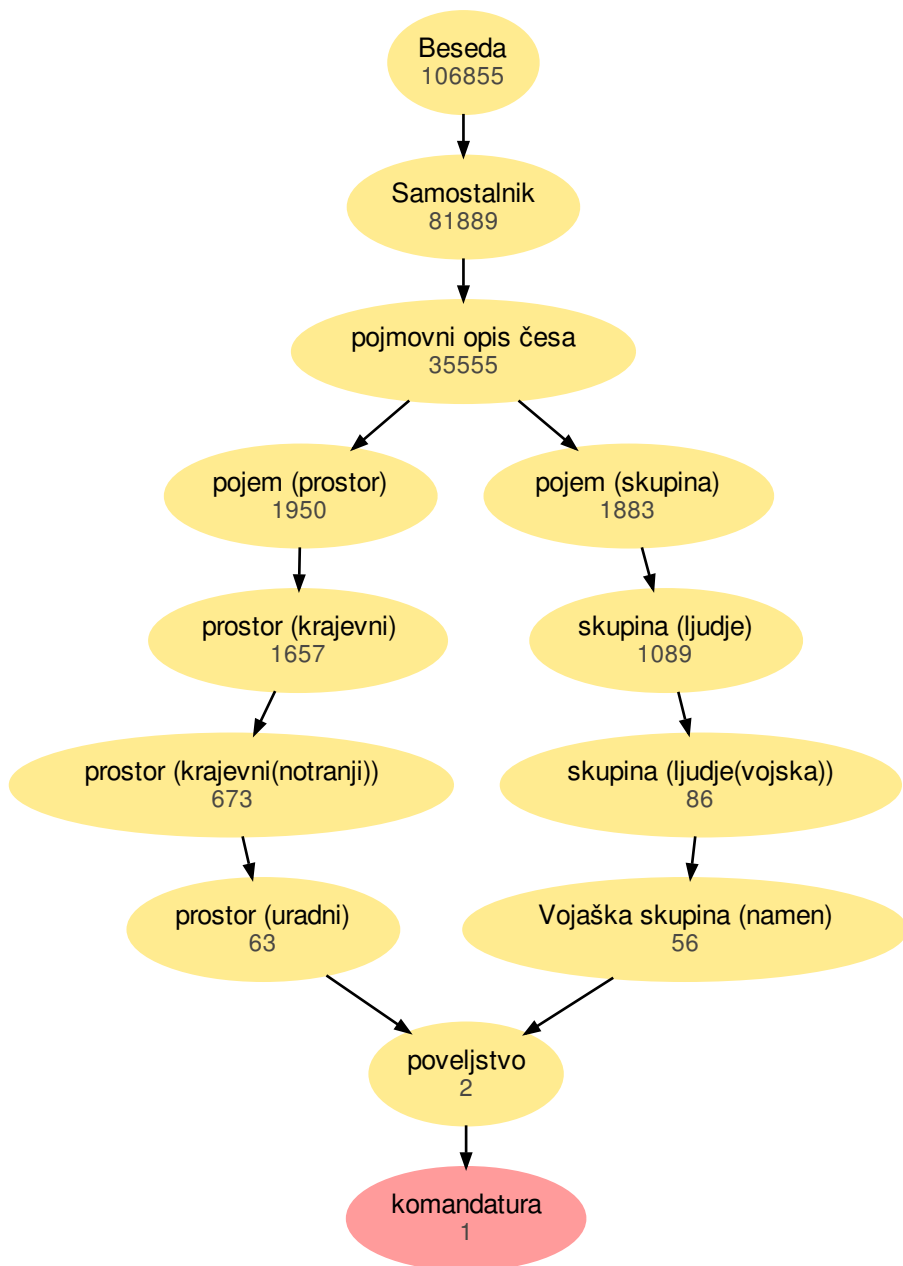 Beseda
106855
Samostalnik
81889
pojmovni opis česa
35555
pojem (prostor)
1950
pojem (skupina)
1883
prostor (krajevni)
1657
skupina (ljudje)
1089
prostor (krajevni(notranji))
673
skupina (ljudje(vojska))
86
prostor (uradni)
63
Vojaška skupina (namen)
56
poveljstvo
2
komandatura
1